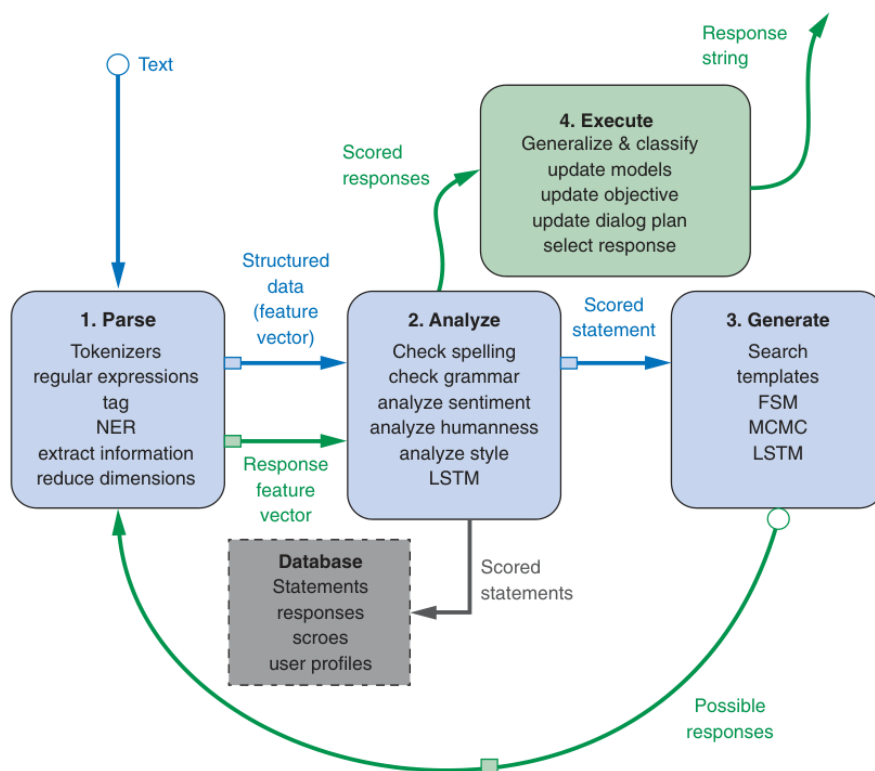 Text
Response
string
4. Execute
Generalize & classify
update models
update objective
update dialog plan
select response
Scored
responses
Structured
data
(feature
vector)
1. Parse
Tokenizers
regular expressions
tag
NER
extract information
reduce dimensions
2. Analyze
Check spelling
check grammar
analyze sentiment
analyze humanness
analyze style
LSTM
Scored
statement
3. Generate
Search
templates
FSM
MCMC
LSTM
Response
feature
vector
Database
Statements
responses
scroes
user profiles
Scored
statements
Possible
responses